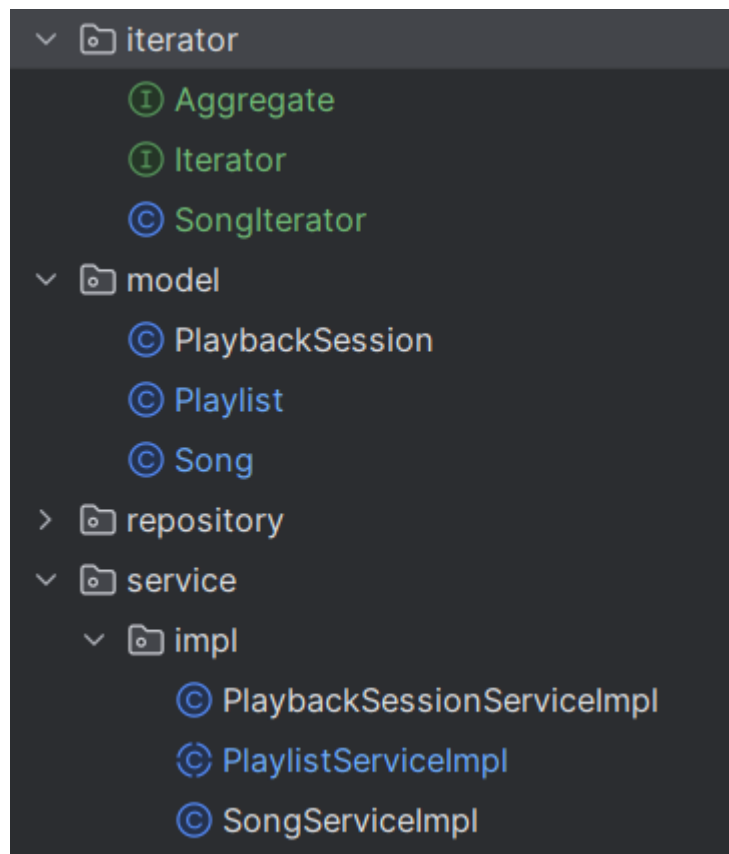 iterator
Aggregate
Iterator
SongIterator
model
PlaybackSession
Playlist
Song
repository
service
impl
PlaybackSessionServiceImpl
PlaylistServiceImpl
SongServiceImpl